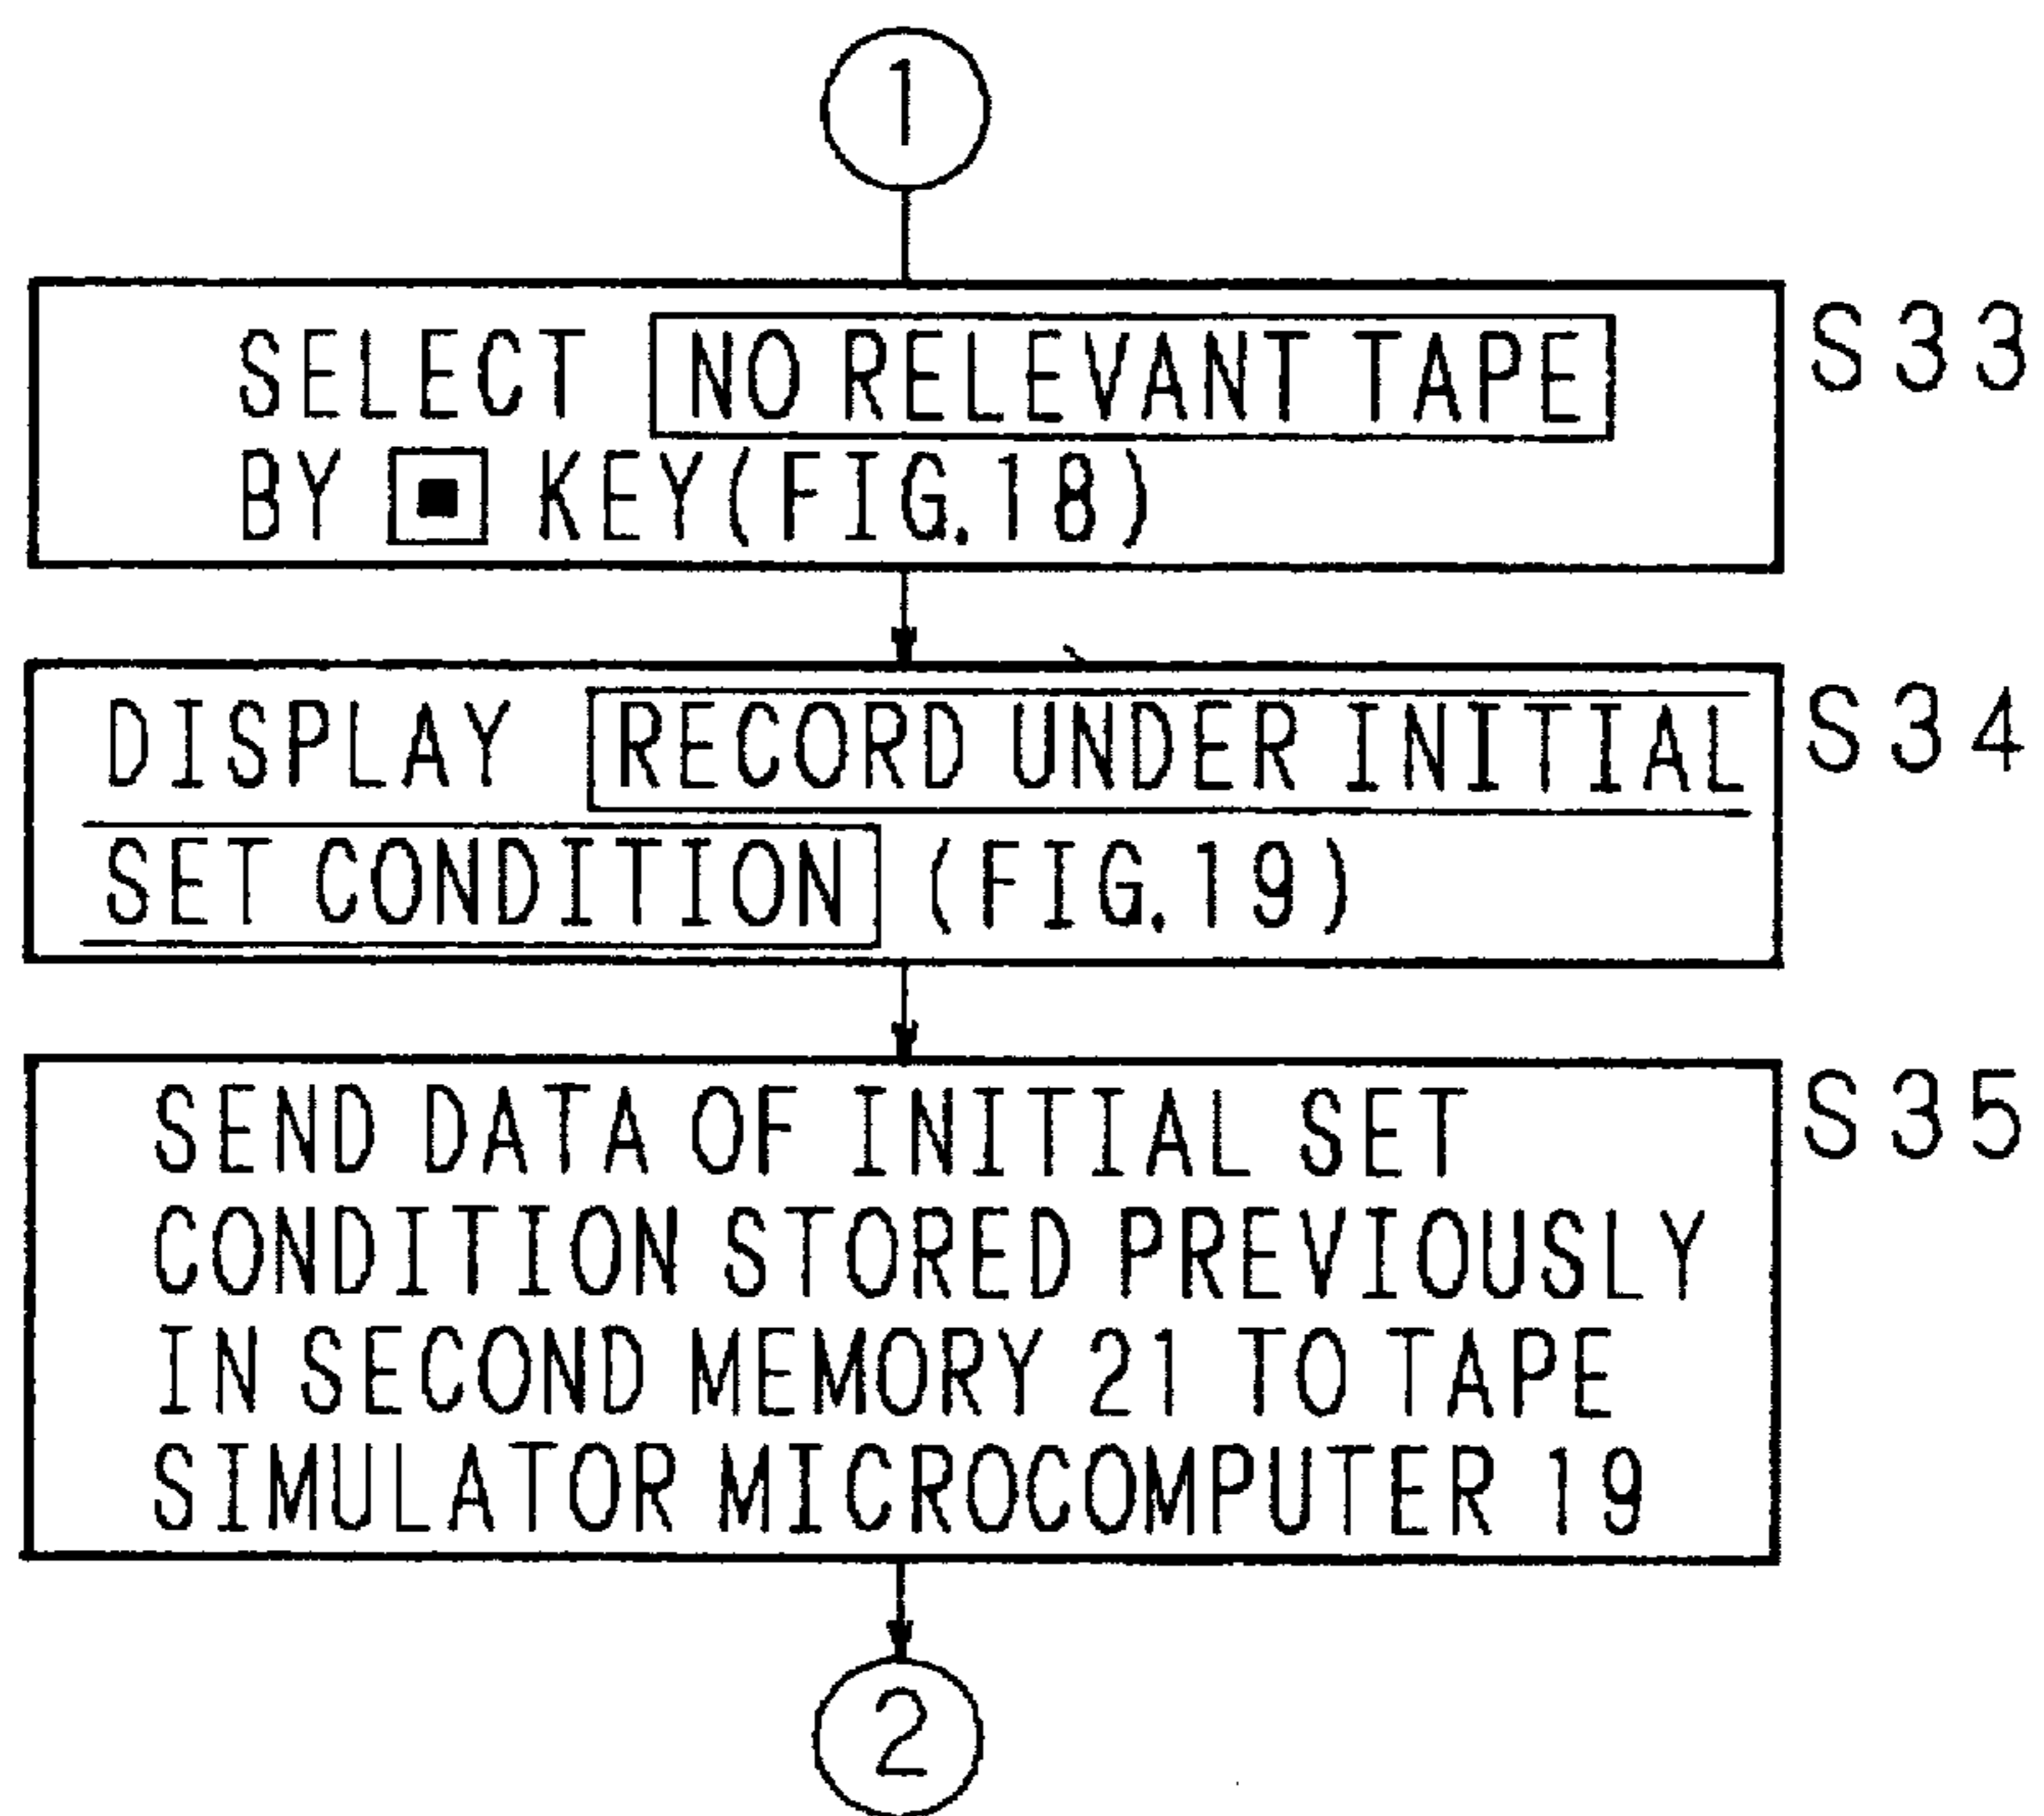 1
SELECT NO RELEVANT TAPE
BY ▣ KEY(FIG.18)
S33
DISPLAY RECORD UNDER INITIAL
SET CONDITION (FIG.19)
S34
SEND DATA OF INITIAL SET
CONDITION STORED PREVIOUSLY
IN SECOND MEMORY 21 TO TAPE
SIMULATOR MICROCOMPUTER 19
S35
2